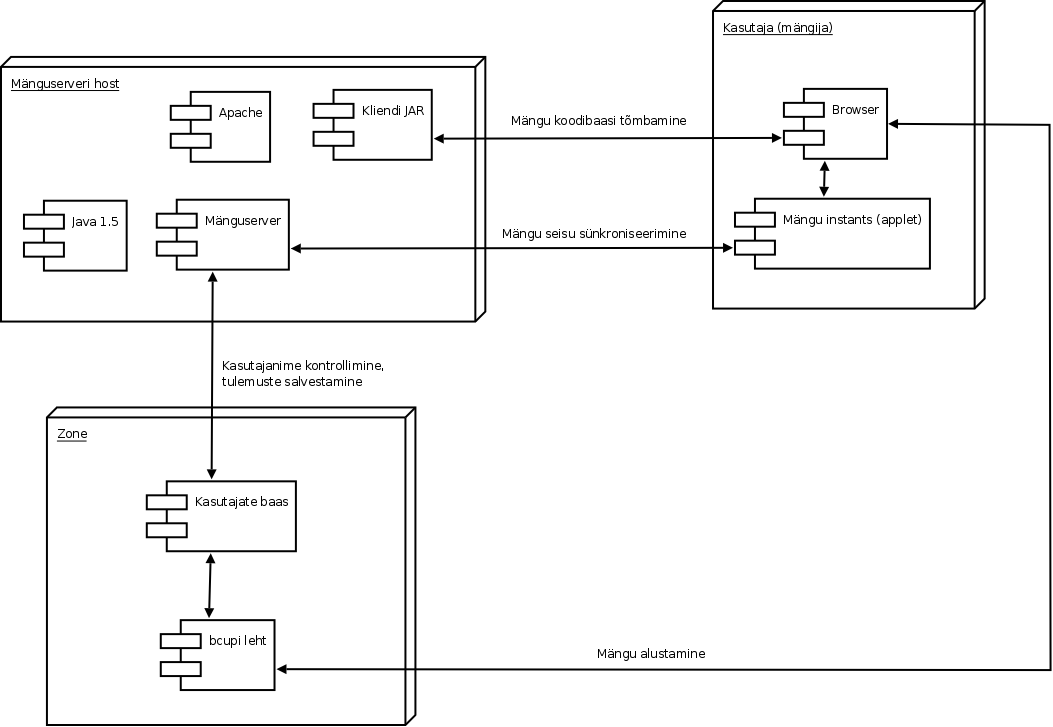 Kasutaja (mängija)
Mänguserveri host
Apache
Kliendi JAR
Mängu koodibaasi tõmbamine
Browser
Java 1.5
Mänguserver
Mängu seisu sünkroniseerimine
Mängu instants (applet)
Kasutajanime kontrollimine,
tulemuste salvestamine
Zone
Kasutajate baas
bcupi leht
Mängu alustamine